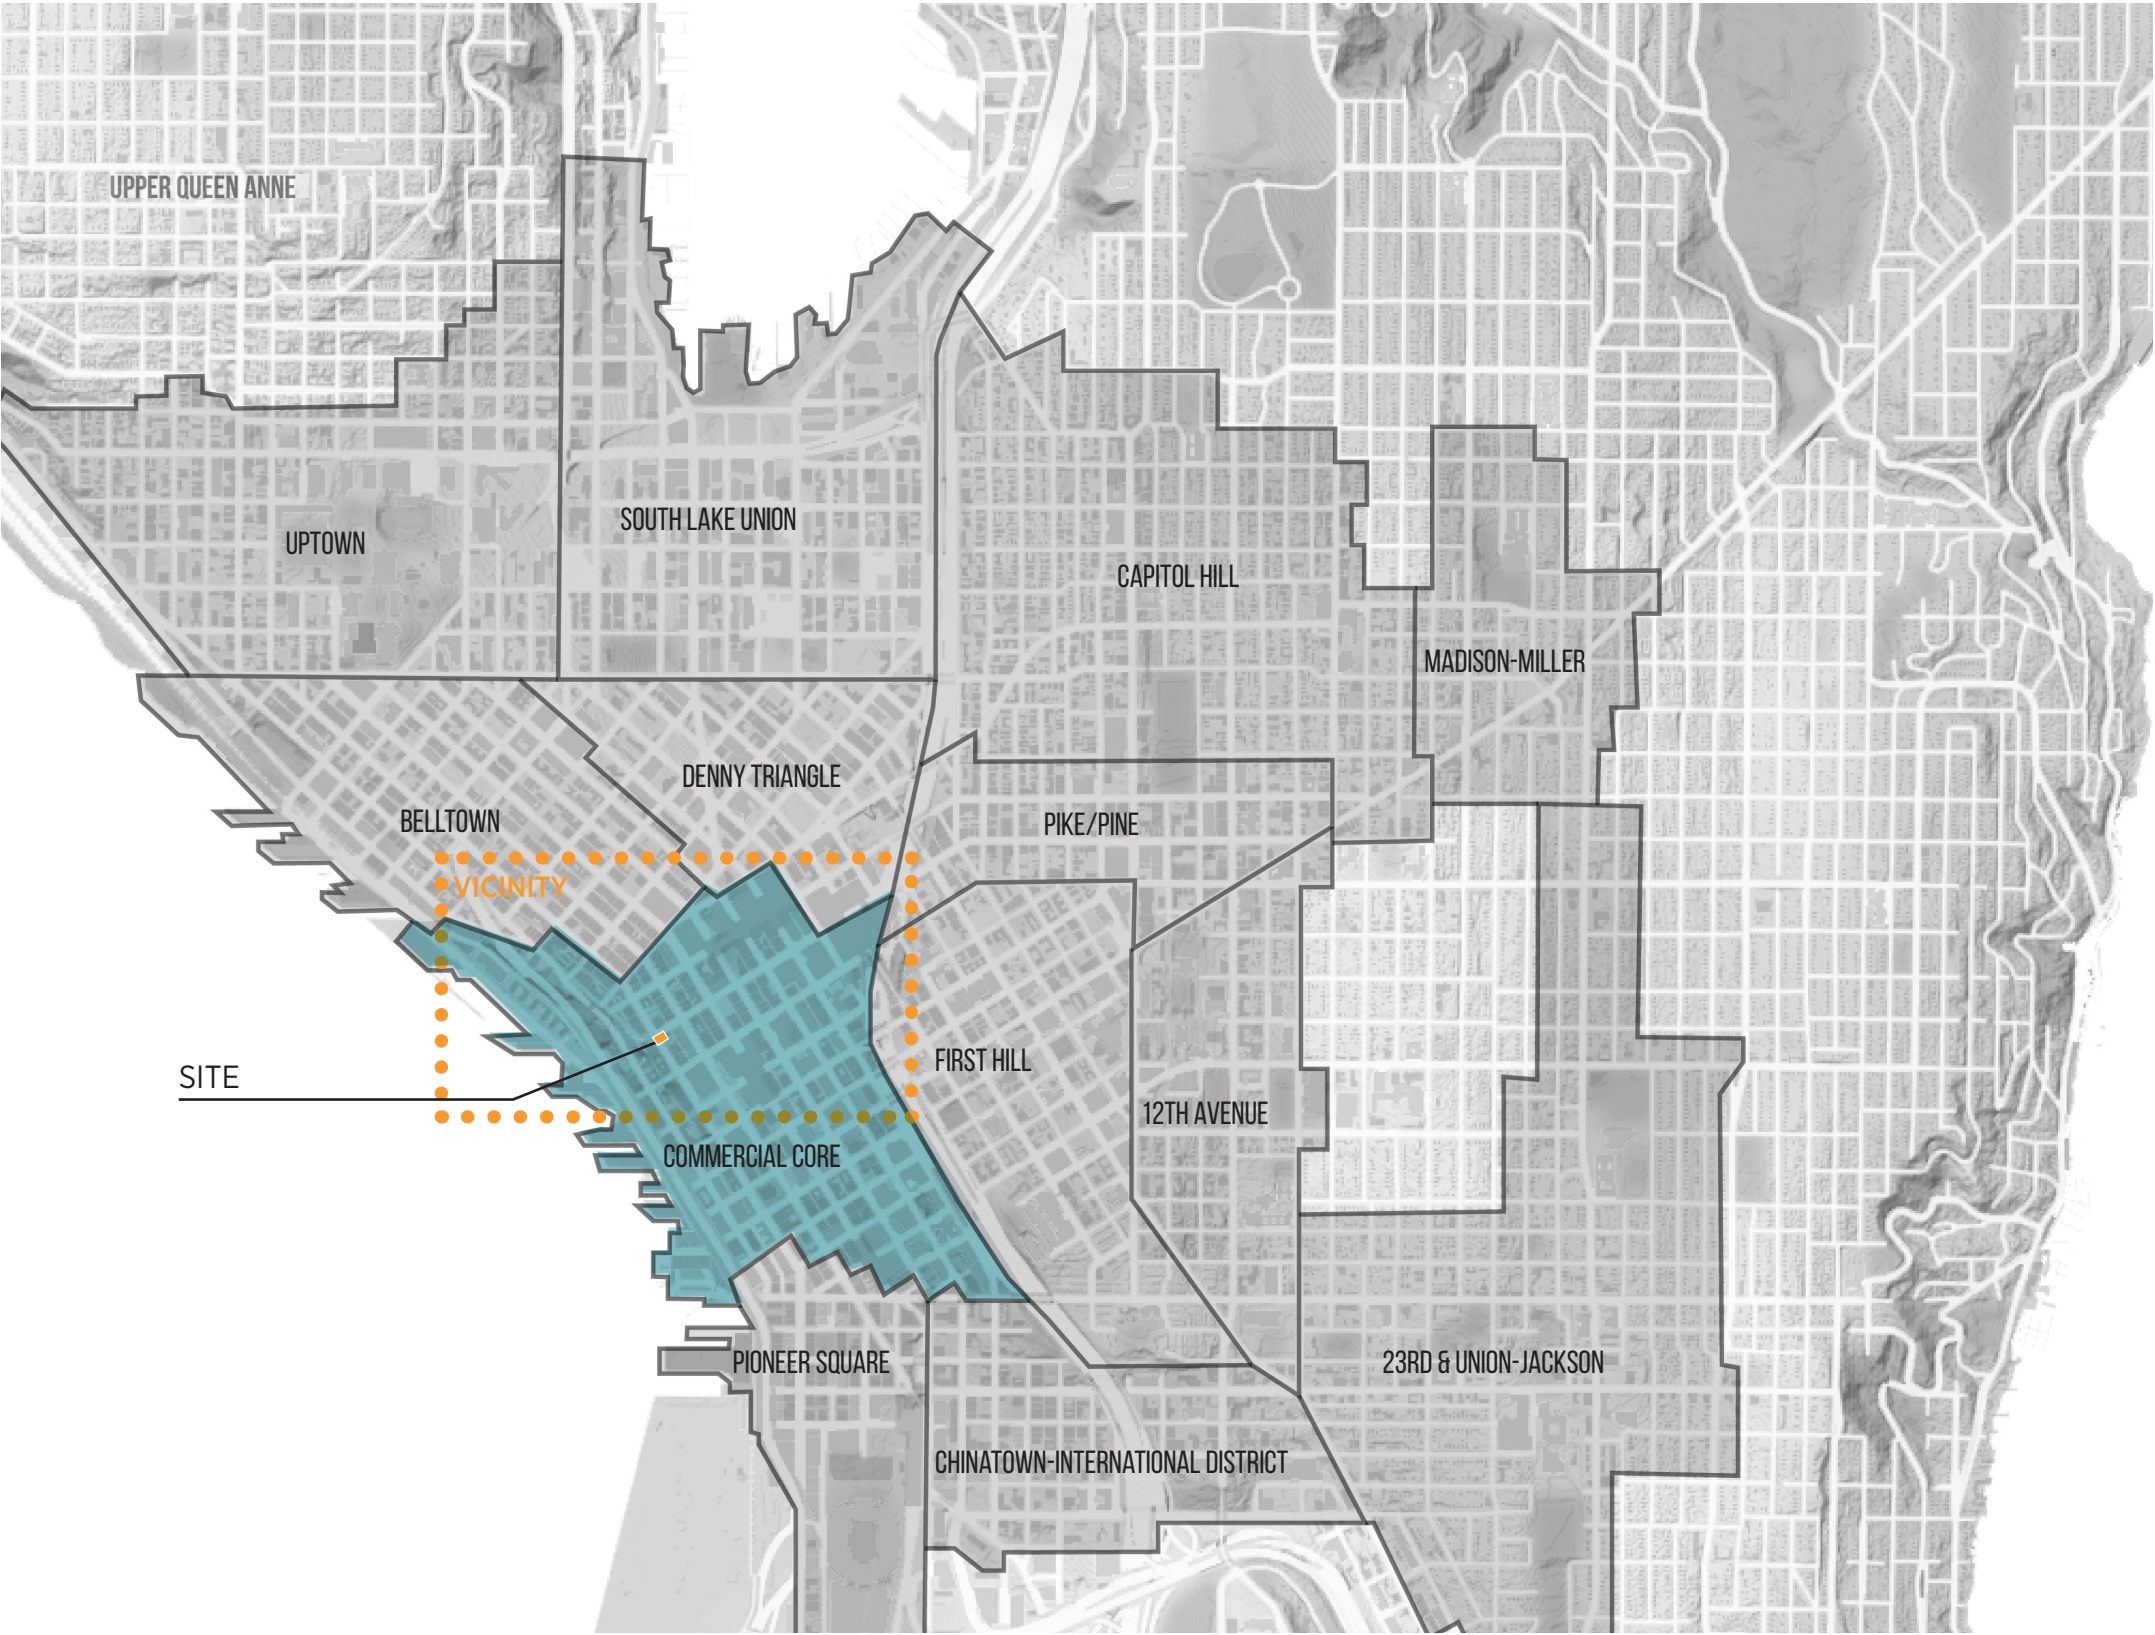 UPPER QUEEN ANNE
SOUTH LAKE UNION
UPTOWN
CAPITOL HILL
MADISON-MILLER
DENNY TRIANGLE
BELLTOWN
PIKE/PINE
VICINITY
FIRST HILL
SITE
12TH AVENUE
COMMERCIAL CORE
PIONEER SQUARE
23RD & UNION-JACKSON
CHINATOWN-INTERNATIONAL DISTRICT